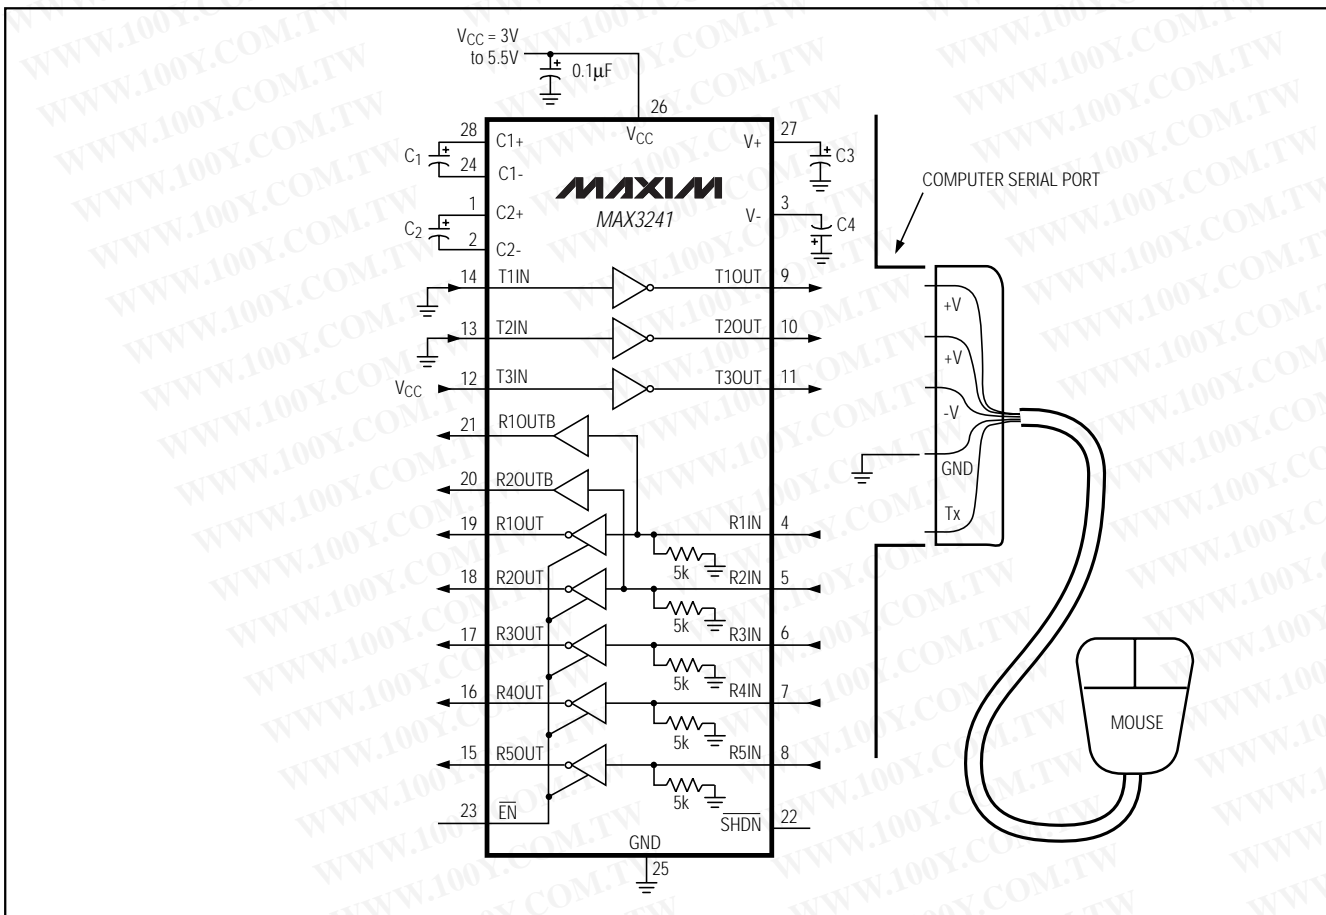 VCC = 3V
to 5.5V
0.1µF
26
VCC
28
C1+
C1
24
C1-
1
C2+
C2
2
C2-
27
V+
C3
3
V-
C4
MAXIM
MAX3241
COMPUTER SERIAL PORT
14
T1IN
T1OUT
9
13
T2IN
T2OUT
10
VCC
12
T3IN
T3OUT
11
21
R1OUTB
20
R2OUTB
19
R1OUT
R1IN
4
5k
18
R2OUT
R2IN
5
5k
17
R3OUT
R3IN
6
5k
16
R4OUT
R4IN
7
5k
15
R5OUT
R5IN
8
5k
23
EN
SHDN
22
GND
25
+V
+V
-V
GND
Tx
MOUSE
WWW.100Y.COM.TW